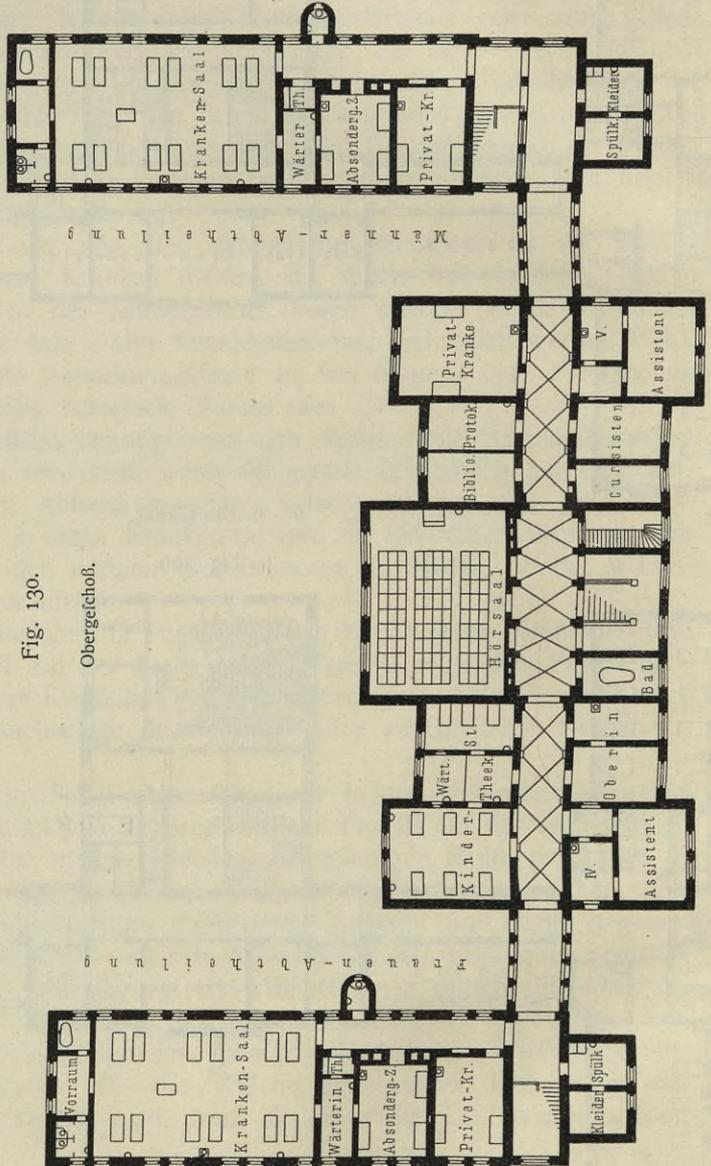 Fig. 130.
Obergeſchoß.
Kranken-Saal
Wärter
Th.
Absonderg.Z.
Privat-Kr.
Spülk.
Kleider
Männer-Abtheilung
Privat-
Kranke
Biblio.
Protok.
V.
Assistent
Cursisten
Hörsaal
Bad
St
Wärt.
Theek.
Kinder-
Oberin
IV.
Assistent
Frauen-Abtheilung
Vorraum
Kranken-Saal
Wärterin
Th.
Absonderg-Z.
Privat-Kr.
Kleider
Spülk